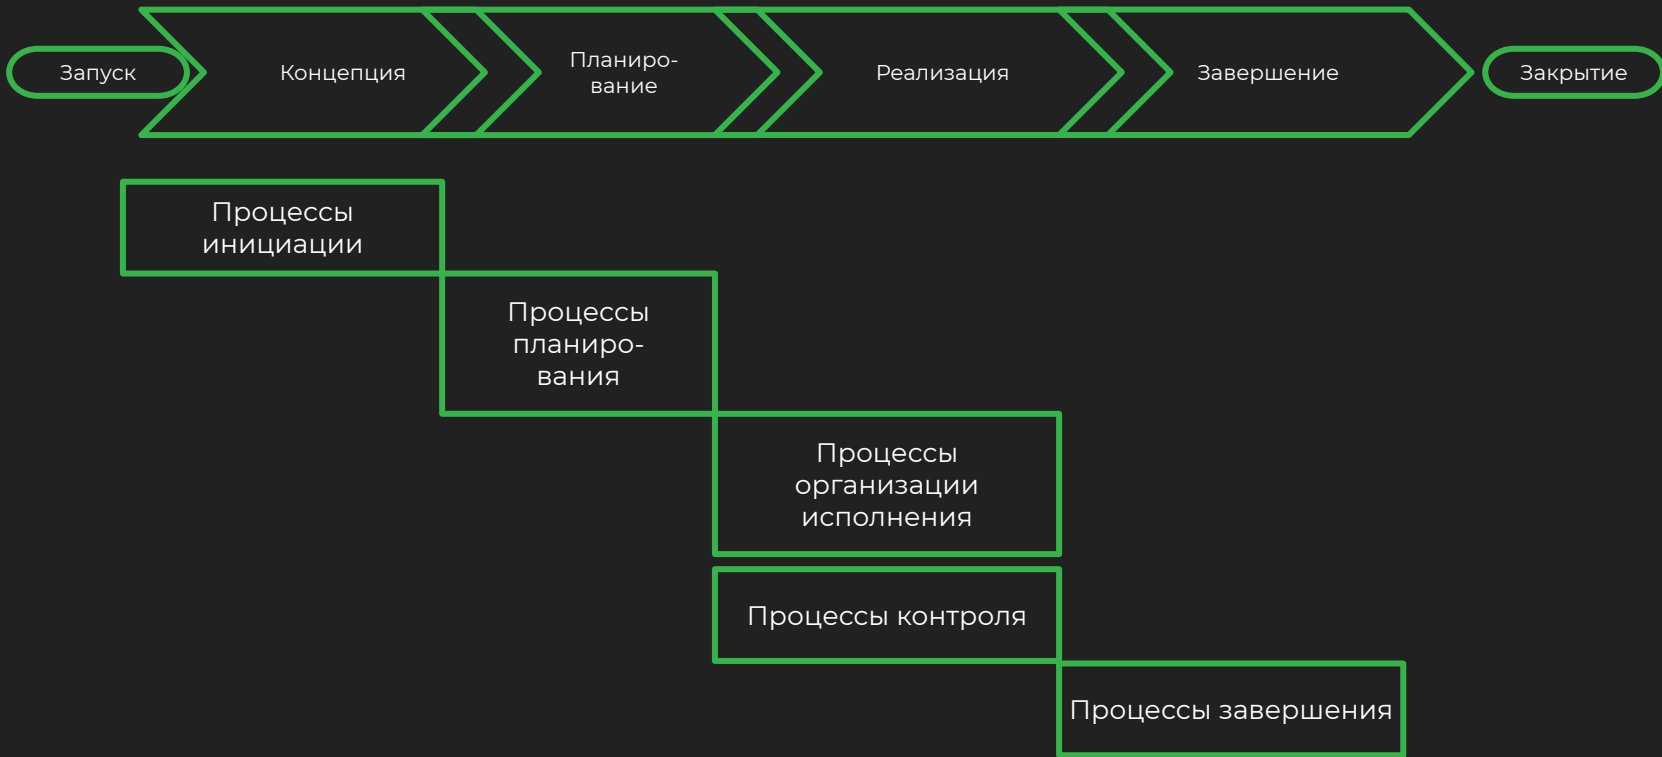 Запуск
Концепция
Планиро-
вание
Реализация
Завершение
Закрытие
Процессы
инициации
Процессы
планиро-
вания
Процессы
организации
исполнения
Процессы контроля
Процессы завершения